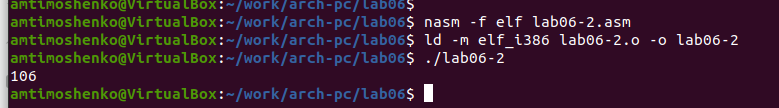 amtimoshenko@VirtualBox:~/work/arch-pc/lab06$
amtimoshenko@VirtualBox:~/work/arch-pc/lab06$ nasm -f elf lab06-2.asm
amtimoshenko@VirtualBox:~/work/arch-pc/lab06$ ld -m elf_i386 lab06-2.o -o lab06-2
amtimoshenko@VirtualBox:~/work/arch-pc/lab06$ ./lab06-2
106
amtimoshenko@VirtualBox:~/work/arch-pc/lab06$